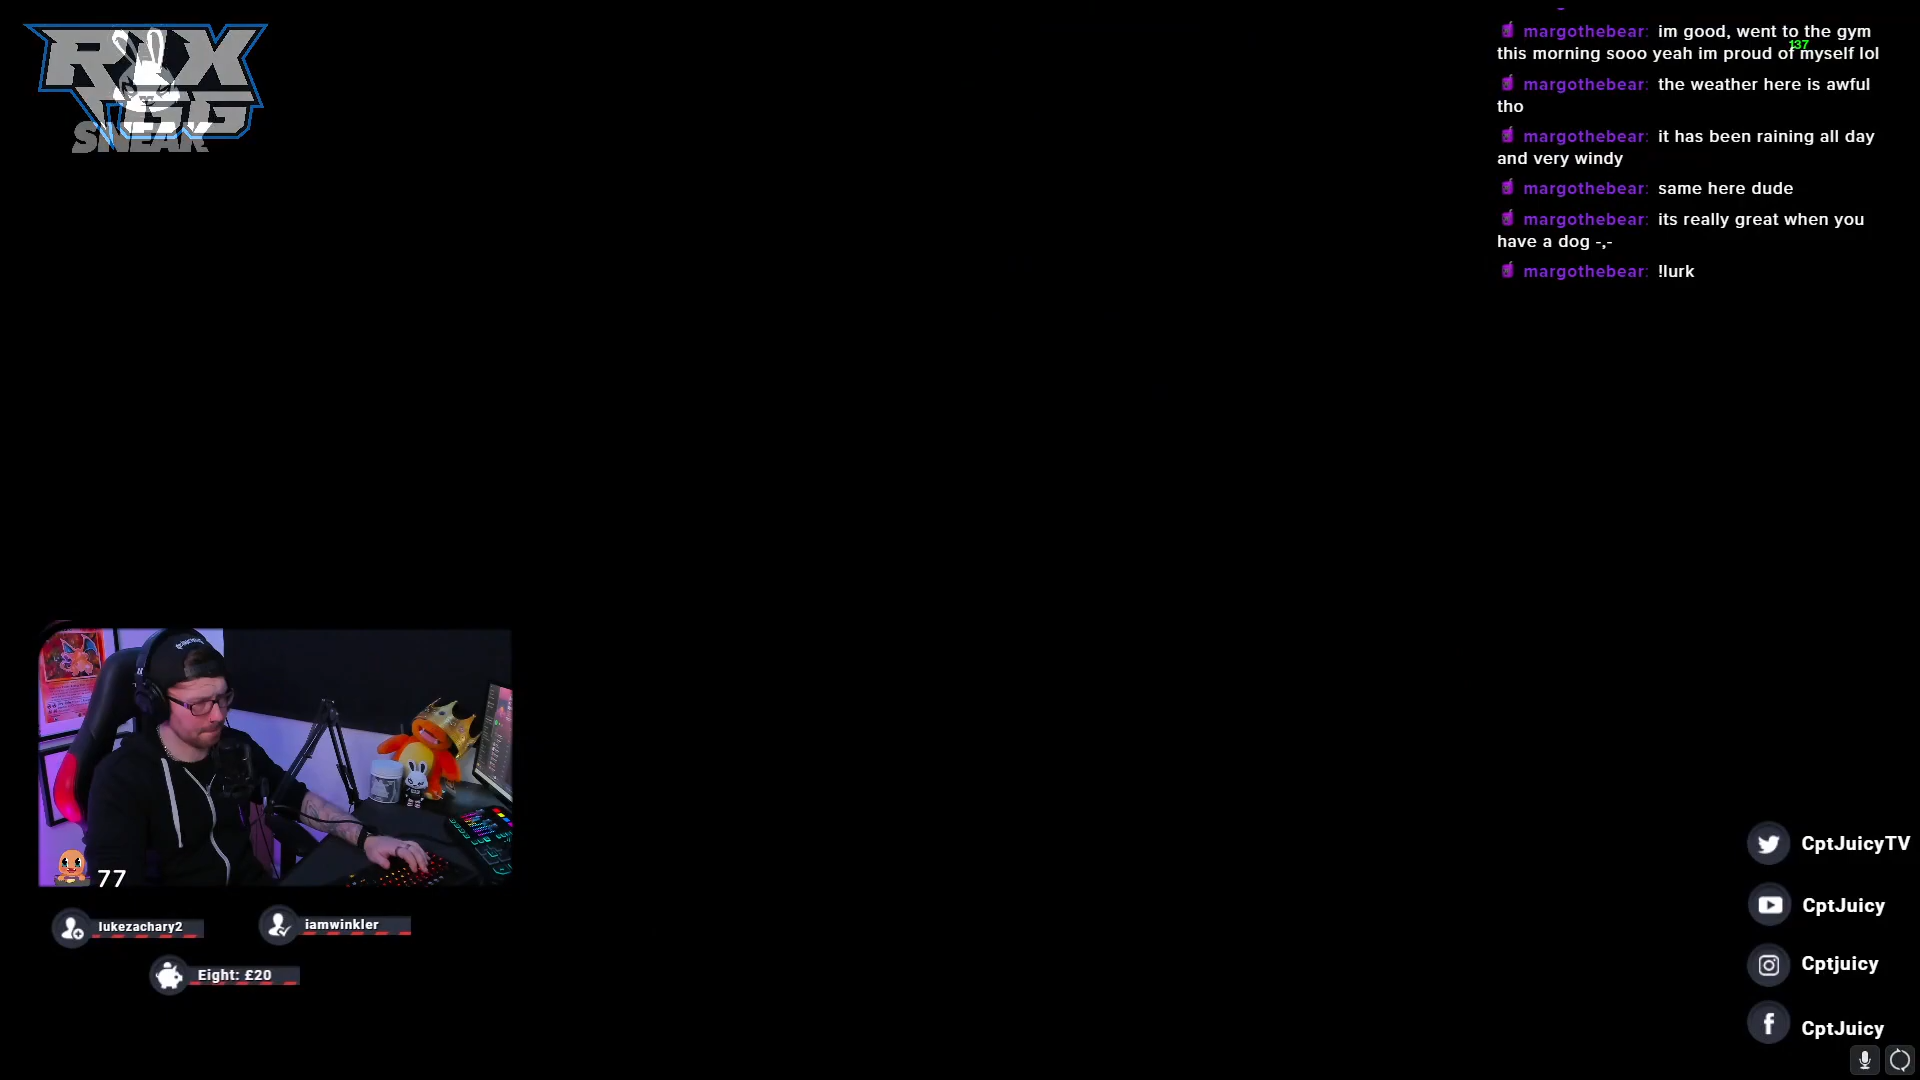 RIX
GG
SNEAK
margothebear: im good, went to the gym
this morning sooo yeah im proud of myself lol
137
margothebear: the weather here is awful
tho
margothebear: it has been raining all day
and very windy
margothebear: same here dude
margothebear: its really great when you
have a dog -,-
margothebear: !lurk
77
lukezachary2
iamwinkler
Eight: £20
CptJuicyTV
CptJuicy
Cptjuicy
CptJuicy